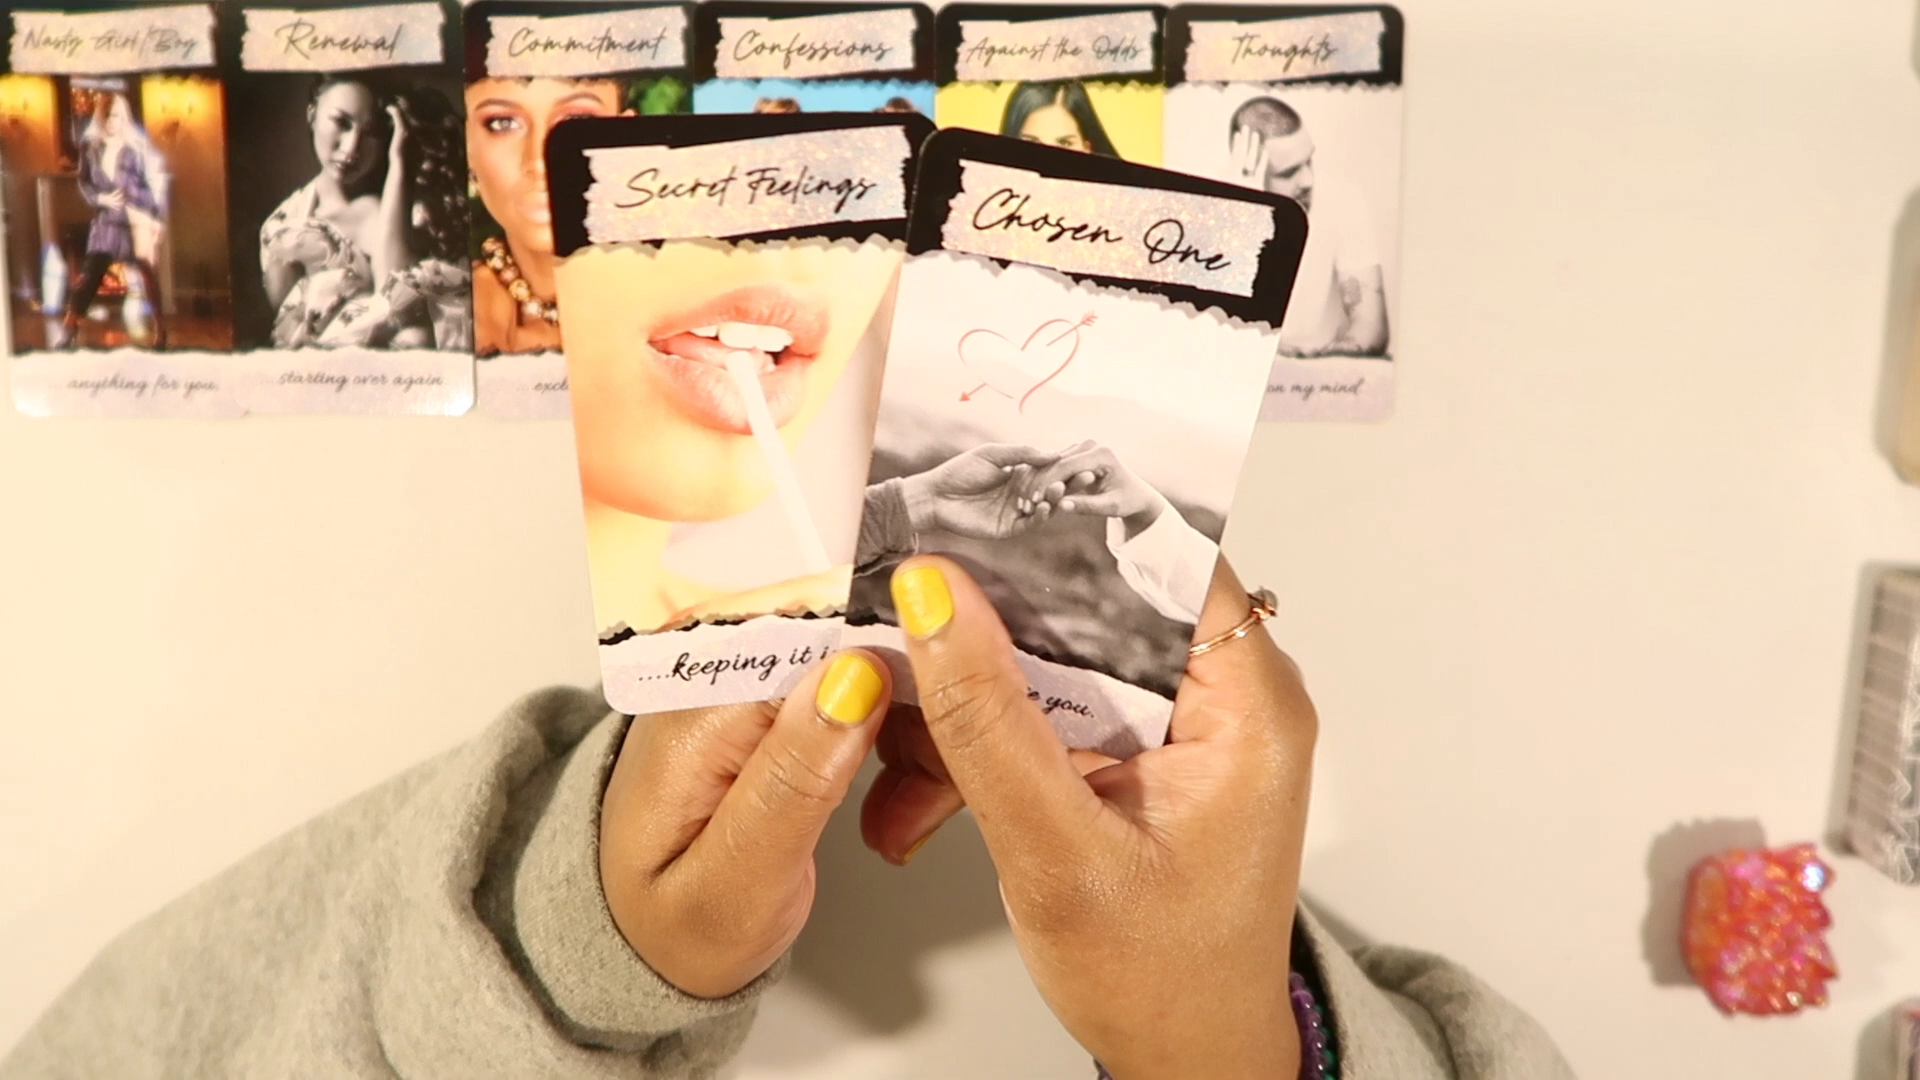 Nasty Girl/Boy
Renewal
Commitment
Confessions
Against the Odds
Thoughts
Secret Feelings
Chosen One
anything for you.
...starting over again.
on my mind
....keeping it
you.